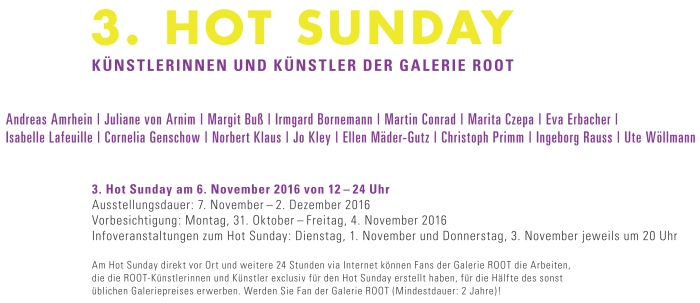 3. HOT SUNDAY
KÜNSTLERINNEN UND KÜNSTLER DER GALERIE ROOT
Andreas Amrhein | Juliane von Arnim | Margit Buß | Irmgard Bornemann | Martin Conrad | Marita Czepa | Eva Erbacher |
Isabelle Lafeuille | Cornelia Genschow | Norbert Klaus | Jo Kley | Ellen Mäder-Gutz | Christoph Primm | Ingeborg Rauss | Ute Wöllmann
3. Hot Sunday am 6. November 2016 von 12 – 24 Uhr
Ausstellungsdauer: 7. November – 2. Dezember 2016
Vorbesichtigung: Montag, 31. Oktober – Freitag, 4. November 2016
Infoveranstaltungen zum Hot Sunday: Dienstag, 1. November und Donnerstag, 3. November jeweils um 20 Uhr
Am Hot Sunday direkt vor Ort und weitere 24 Stunden via Internet können Fans der Galerie ROOT die Arbeiten,
die die ROOT-Künstlerinnen und Künstler exclusiv für den Hot Sunday erstellt haben, für die Hälfte des sonst
üblichen Galeriepreises erwerben. Werden Sie Fan der Galerie ROOT (Mindestdauer: 2 Jahre)!